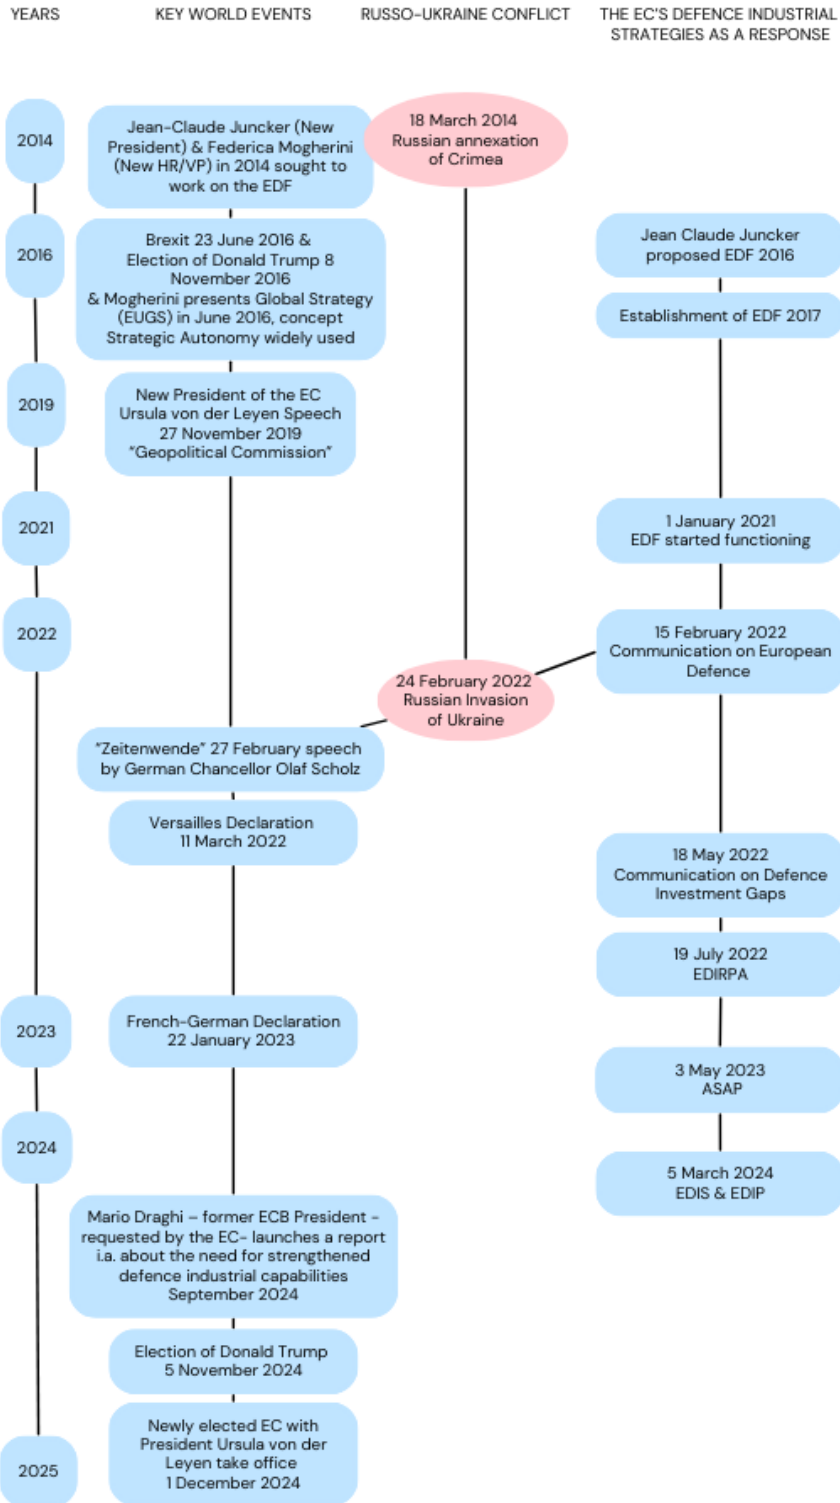 YEARS
KEY WORLD EVENTS
RUSSO-UKRAINE CONFLICT
THE EC'S DEFENCE INDUSTRIAL
STRATEGIES AS A RESPONSE
2014
Jean-Claude Juncker (New
President) & Federica Mogherini
(New HR/VP) in 2014 sought to
work on the EDF
18 March 2014
Russian annexation
of Crimea
2016
Brexit 23 June 2016 &
Election of Donald Trump 8
November 2016
& Mogherini presents Global Strategy
(EUGS) in June 2016, concept
Strategic Autonomy widely used
Jean Claude Juncker
proposed EDF 2016
Establishment of EDF 2017
2019
New President of the EC
Ursula von der Leyen Speech
27 November 2019
"Geopolitical Commission"
2021
1 January 2021
EDF started functioning
2022
15 February 2022
Communication on European
Defence
24 February 2022
Russian Invasion
of Ukraine
"Zeitenwende" 27 February speech
by German Chancellor Olaf Scholz
Versailles Declaration
11 March 2022
18 May 2022
Communication on Defence
Investment Gaps
19 July 2022
EDIRPA
2023
French-German Declaration
22 January 2023
3 May 2023
ASAP
2024
5 March 2024
EDIS & EDIP
Mario Draghi – former ECB President -
requested by the EC- launches a report
i.a. about the need for strengthened
defence industrial capabilities
September 2024
Election of Donald Trump
5 November 2024
2025
Newly elected EC with
President Ursula von der
Leyen take office
1 December 2024